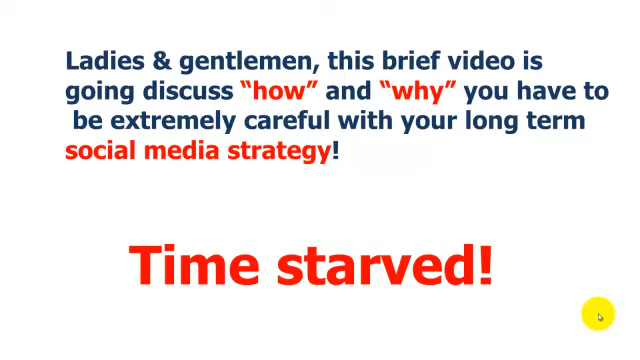 Ladies & gentlemen, this brief video is
going discuss “how” and “why” you have to
be extremely careful with your long term
social media strategy!
Time starved!